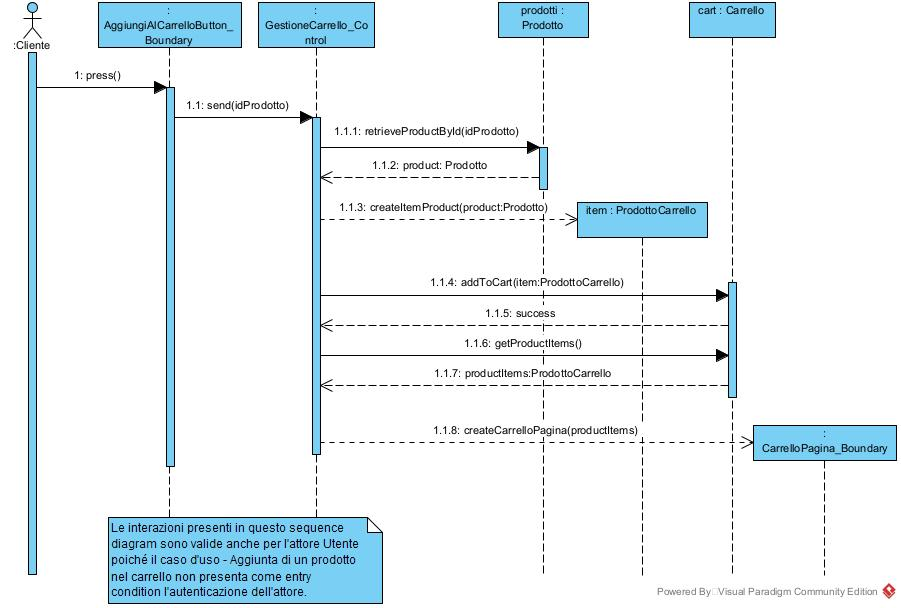 :Cliente
:
AggiungiAlCarrelloButton_
Boundary
:
GestioneCarrello_Co
ntrol
prodotti :
Prodotto
cart : Carrello
1: press()
1.1: send(idProdotto)
1.1.1: retrieveProductById(idProdotto)
1.1.2: product: Prodotto
1.1.3: createItemProduct(product:Prodotto)
item : ProdottoCarrello
1.1.4: addToCart(item:ProdottoCarrello)
1.1.5: success
1.1.6: getProductItems()
1.1.7: productItems:ProdottoCarrello
1.1.8: createCarrelloPagina(productItems)
:
CarrelloPagina_Boundary
Le interazioni presenti in questo sequence
diagram sono valide anche per l'attore Utente
poiché il caso d'uso - Aggiunta di un prodotto
nel carrello non presenta come entry
condition l'autenticazione dell'attore.
Powered By Visual Paradigm Community Edition